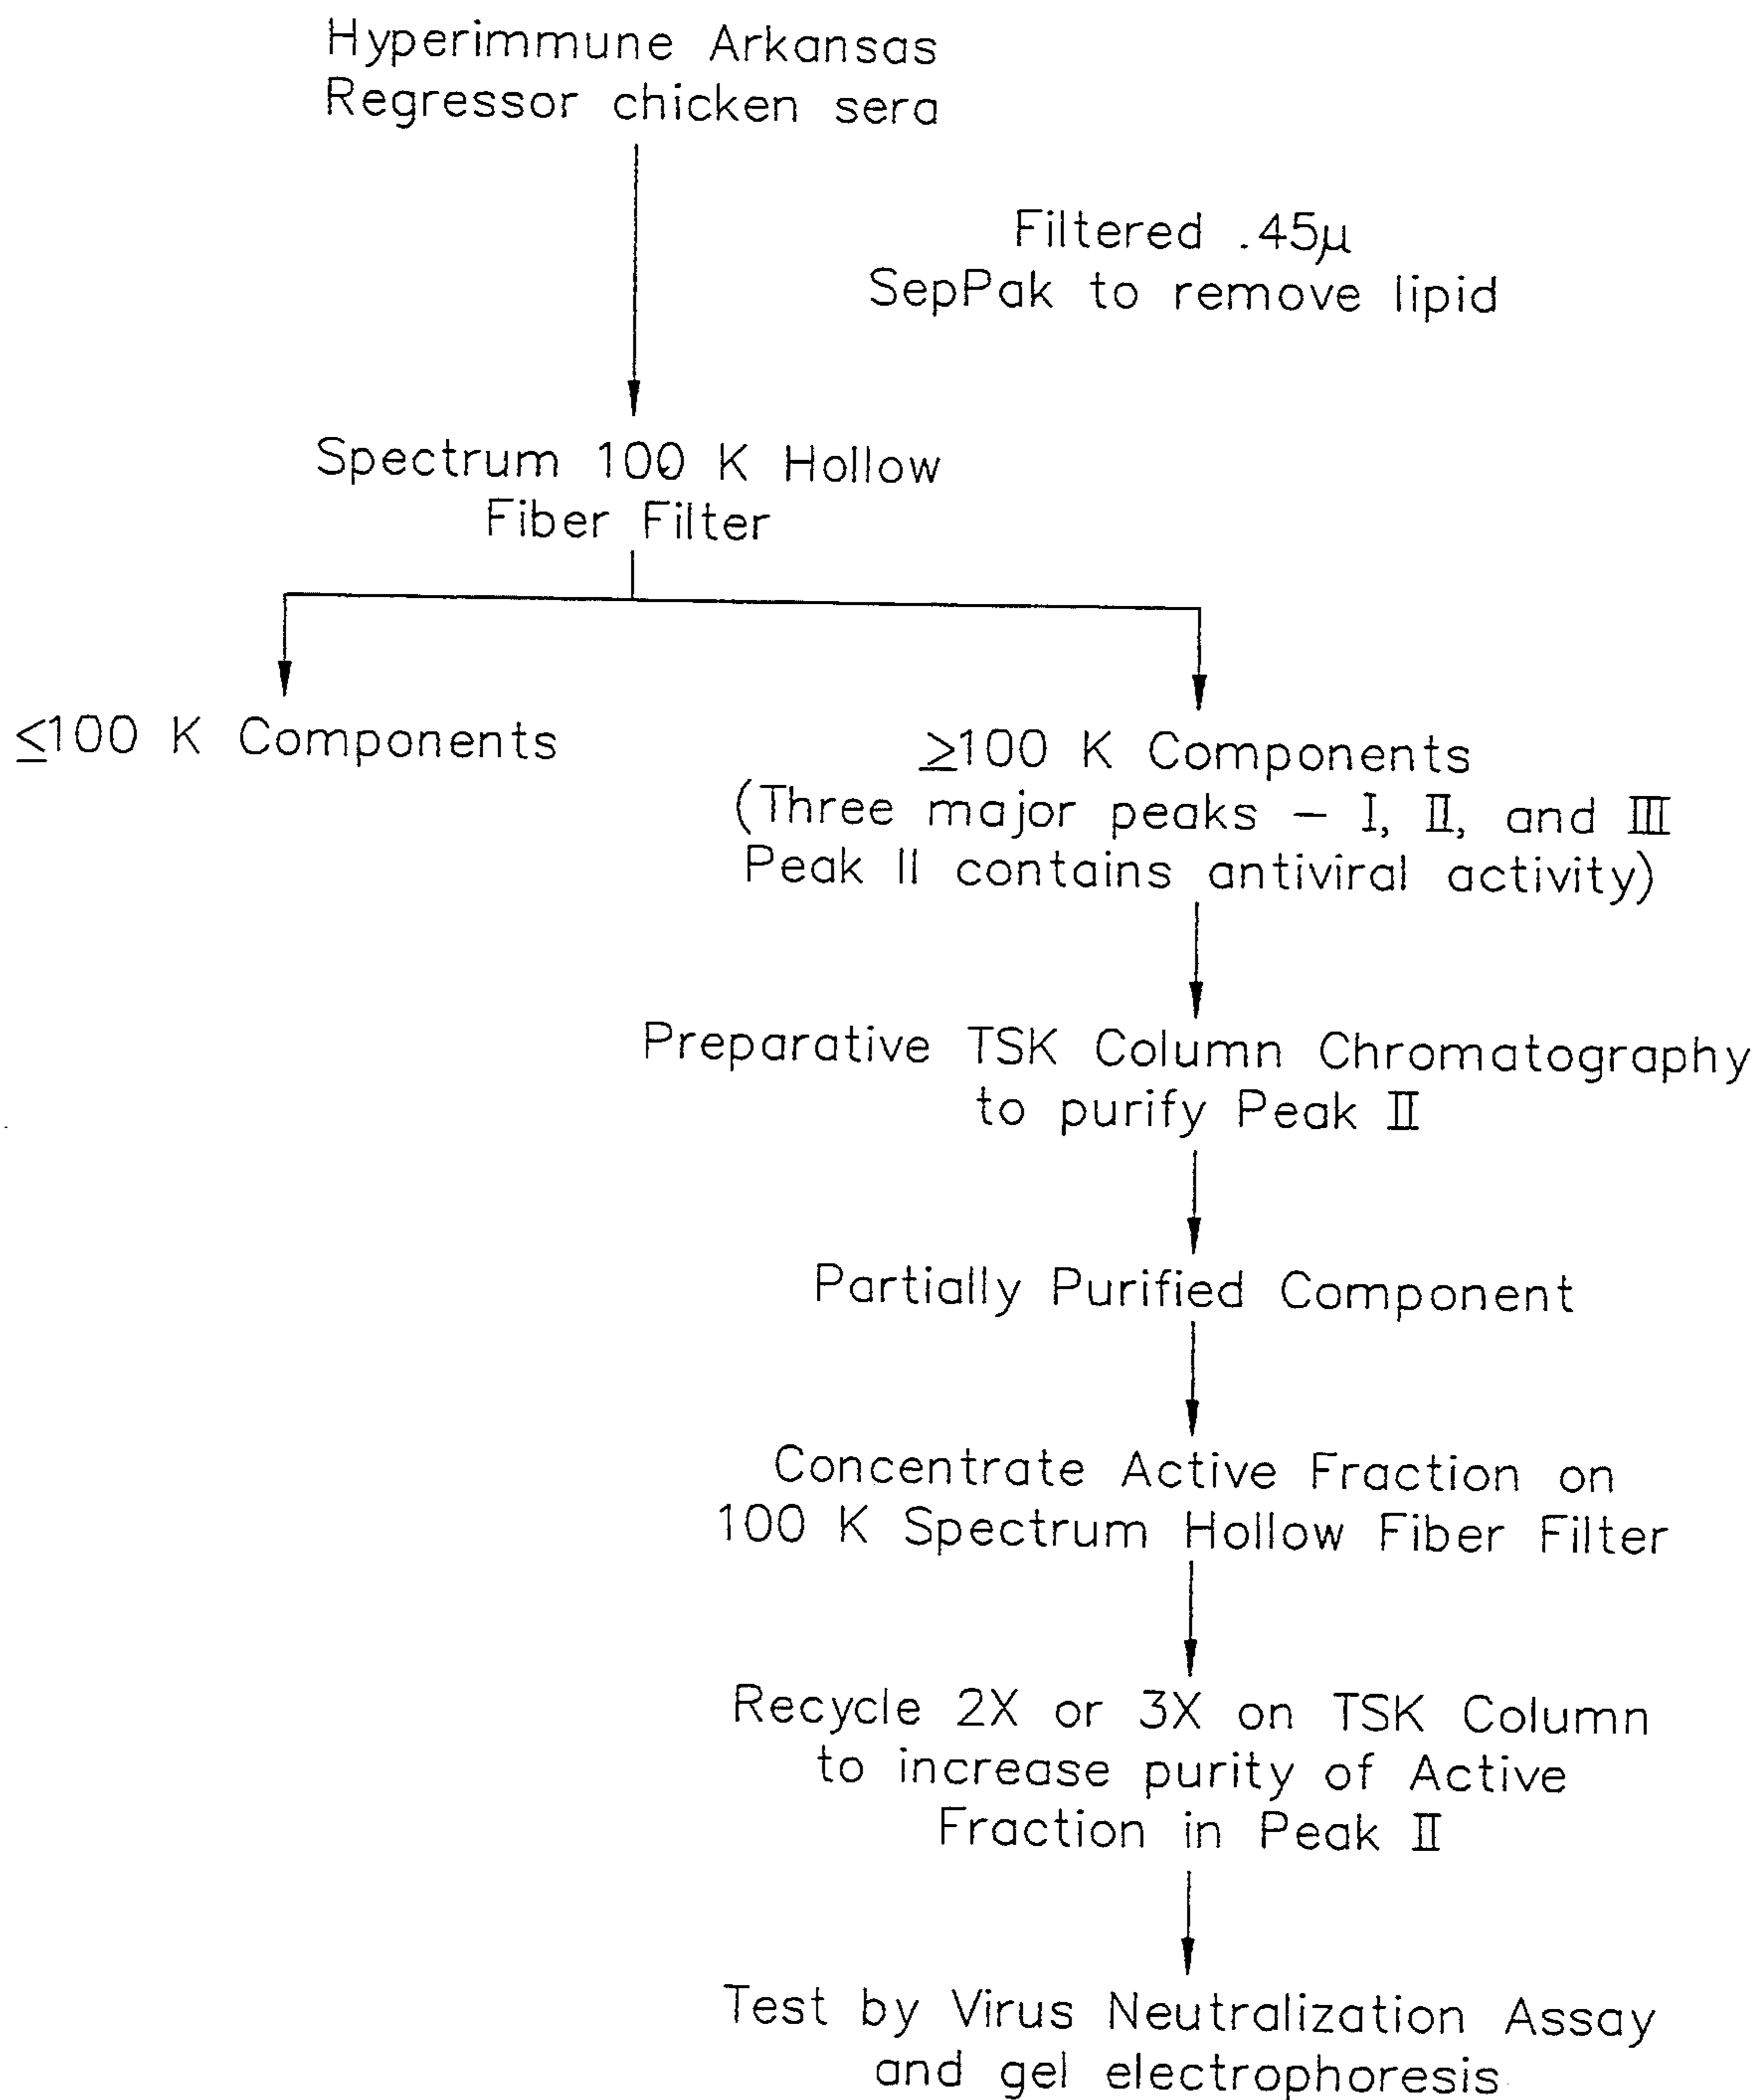 Hyperimmune Arkansas
Regressor chicken sera
Filtered .45μ
SepPak to remove lipid
Spectrum 100 K Hollow
Fiber Filter
≤100 K Components
≥100 K Components
(Three major peaks – I, II, and III
Peak II contains antiviral activity)
Preparative TSK Column Chromatography
to purify Peak II
Partially Purified Component
Concentrate Active Fraction on
100 K Spectrum Hollow Fiber Filter
Recycle 2X or 3X on TSK Column
to increase purity of Active
Fraction in Peak II
Test by Virus Neutralization Assay
and gel electrophoresis